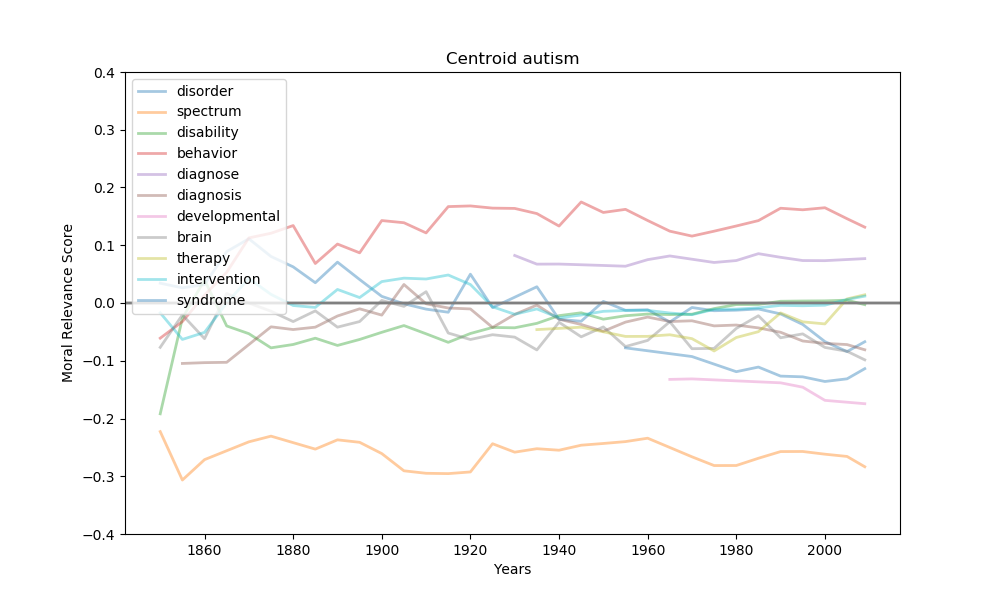 Centroid autism
Moral Relevance Score
0.4
0.3
0.2
0.1
0.0
−0.1
−0.2
−0.3
−0.4
disorder
spectrum
disability
behavior
diagnose
diagnosis
developmental
brain
therapy
intervention
syndrome
1860 1880 1900 1920 1940 1960 1980 2000
Years